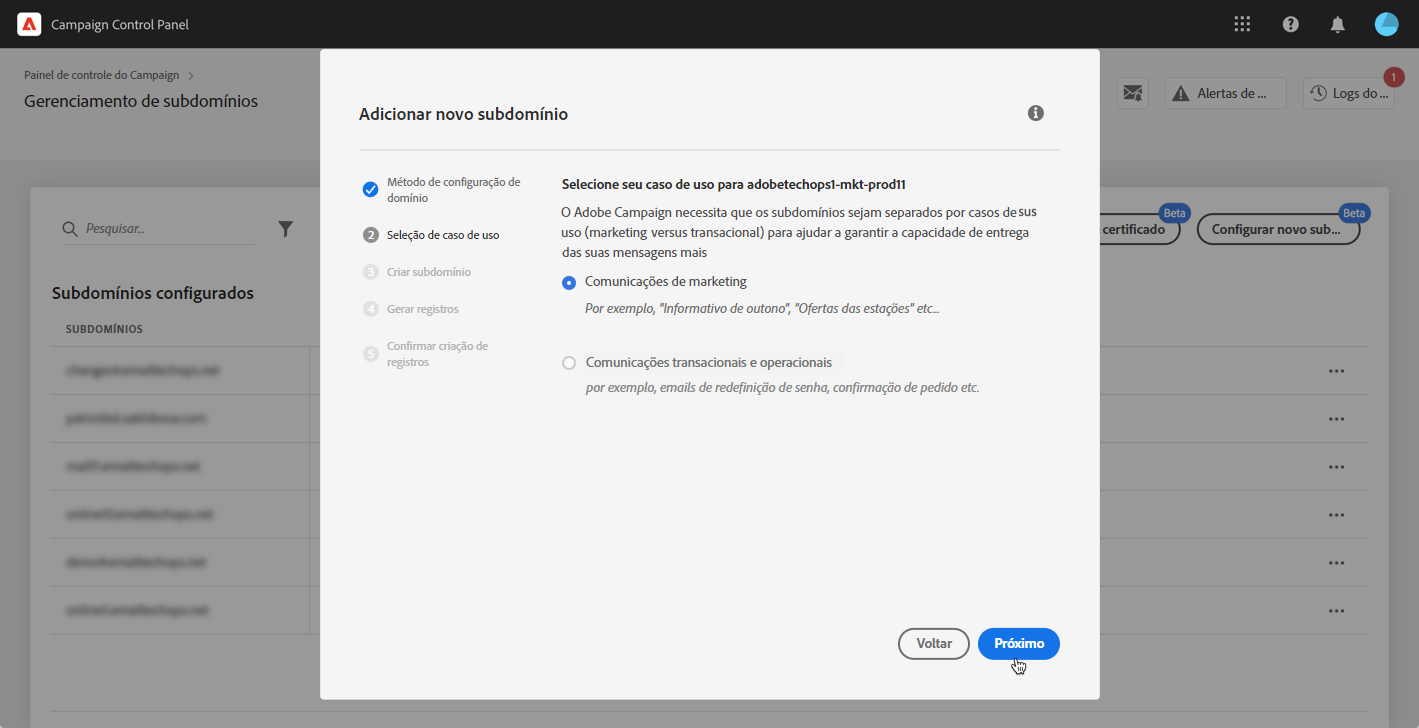 Campaign Control Panel
Painel de controle do Campaign
Gerenciamento de subdomínios
Alertas de ...
Logs do ...
1
Adicionar novo subdomínio
Método de configuração de
domínio
2 Seleção de caso de uso
3 Criar subdomínio
4 Gerar registros
5 Confirmar criação de
registros
Selecione seu caso de uso para adobetechops1-mkt-prod11
O Adobe Campaign necessita que os subdomínios sejam separados por casos de sus
uso (marketing versus transacional) para ajudar a garantir a capacidade de entrega
das suas mensagens mais
Comunicações de marketing
Por exemplo, "Informativo de outono", "Ofertas das estações" etc...
Comunicações transacionais e operacionais
por exemplo, emails de redefinição de senha, confirmação de pedido etc.
Voltar
Próximo
Pesquisar...
Beta
certificado
Beta
Configurar novo sub...
Subdomínios configurados
SUBDOMÍNIOS